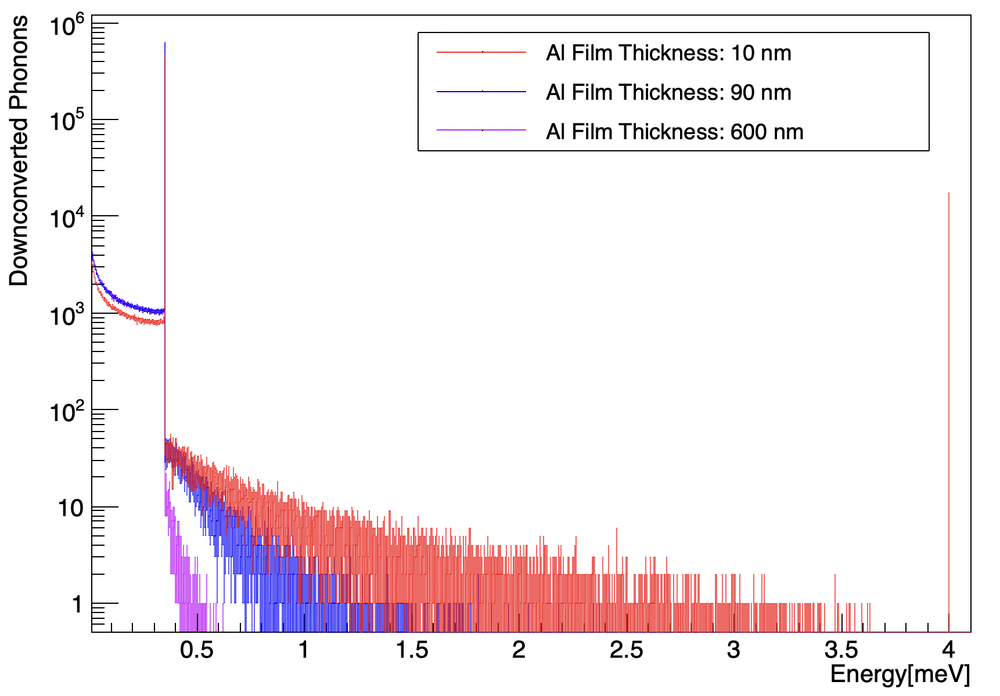 Downconverted Phonons
10^6
10^5
10^4
10^3
10^2
10
1
Al Film Thickness: 10 nm
Al Film Thickness: 90 nm
Al Film Thickness: 600 nm
0.5 1 1.5 2 2.5 3 3.5 4
Energy[meV]